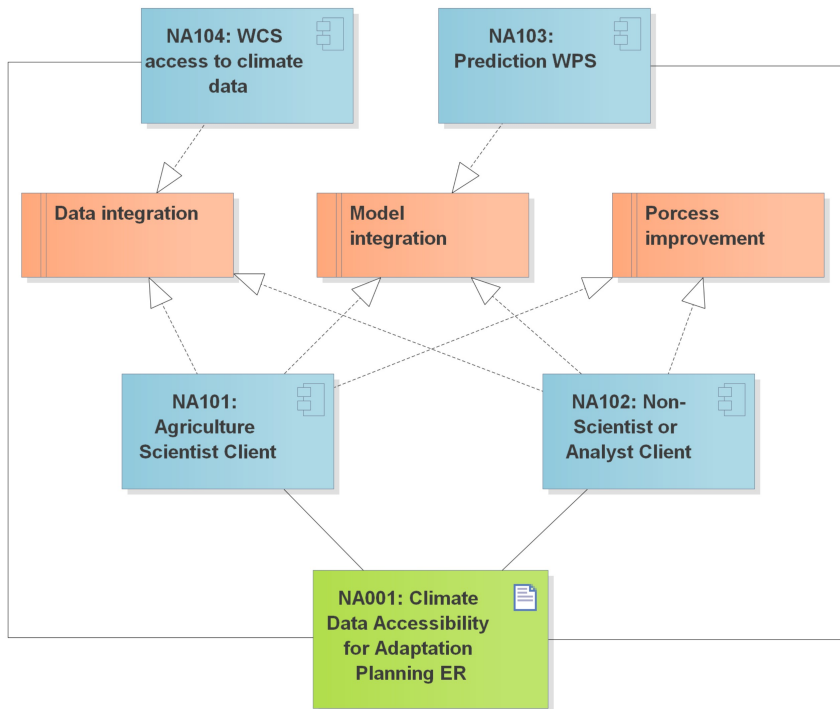 NA104: WCS
access to climate
data
NA103:
Prediction WPS
Data integration
Model
integration
Porcess
improvement
NA101:
Agriculture
Scientist Client
NA102: Non-
Scientist or
Analyst Client
NA001: Climate
Data Accessibility
for Adaptation
Planning ER